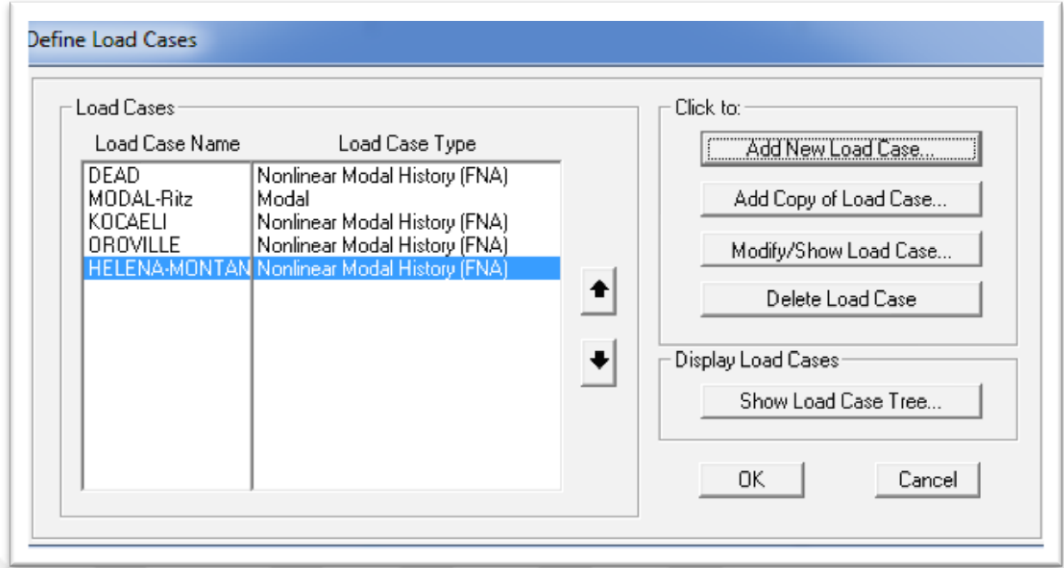 Define Load Cases
Load Cases
Load Case Name Load Case Type
DEAD Nonlinear Modal History (FNA)
MODAL-Ritz Modal
KOCAELI Nonlinear Modal History (FNA)
OROVILLE Nonlinear Modal History (FNA)
HELENA-MONTAN Nonlinear Modal History (FNA)
Click to:
Add New Load Case...
Add Copy of Load Case...
Modify/Show Load Case...
Delete Load Case
Display Load Cases
Show Load Case Tree...
OK Cancel